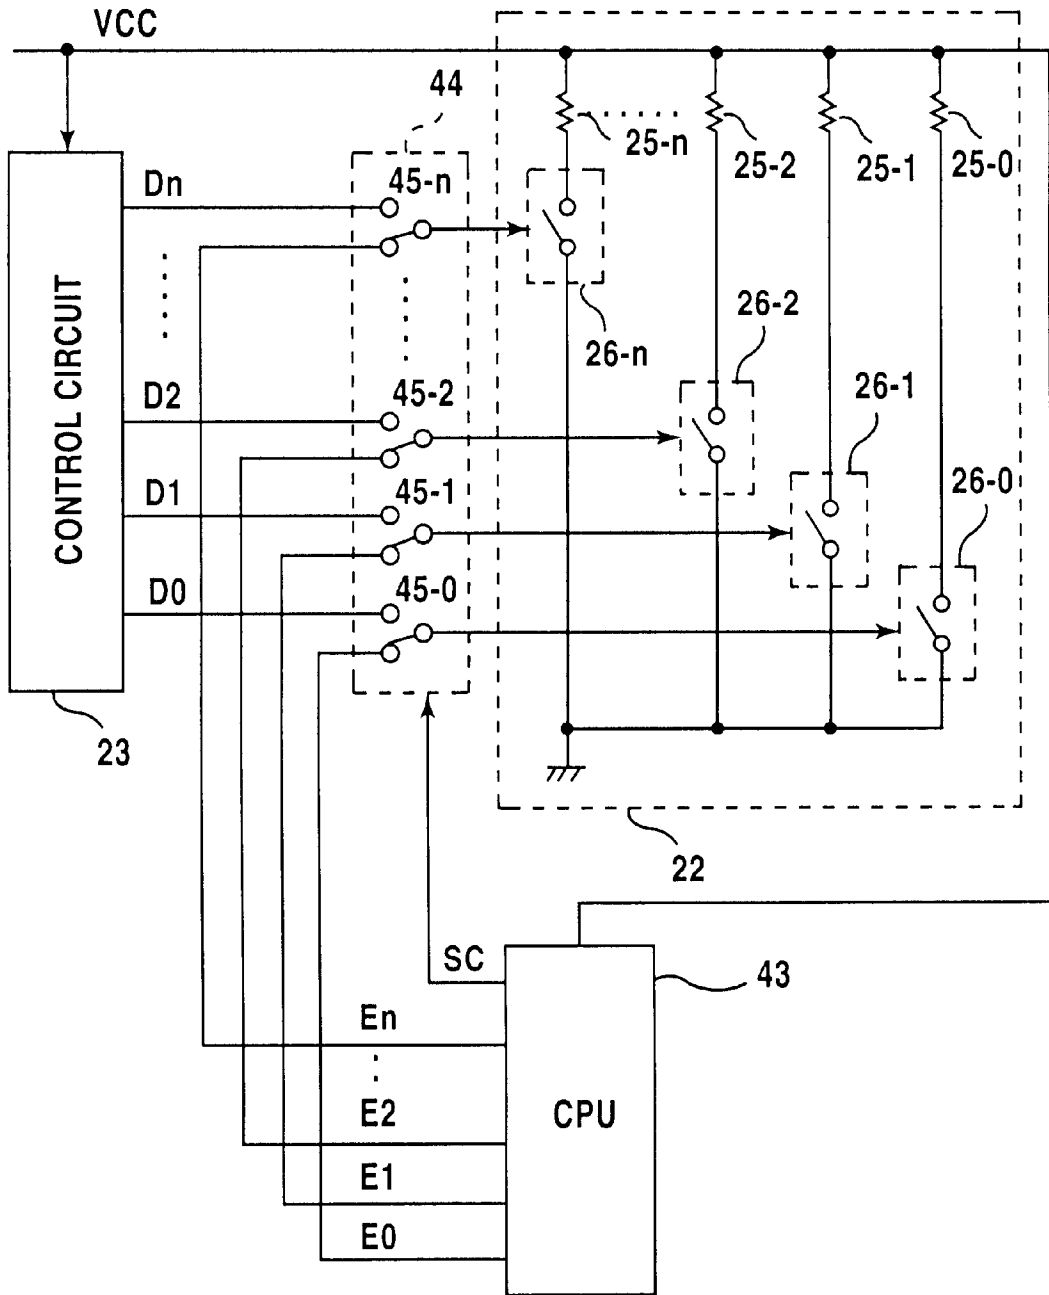 VCC
44
25-n
25-2
25-1
25-0
Dn
45-n
26-n
26-2
26-1
26-0
CONTROL CIRCUIT
D2
45-2
D1
45-1
D0
45-0
23
22
SC
43
En
E2
CPU
E1
E0